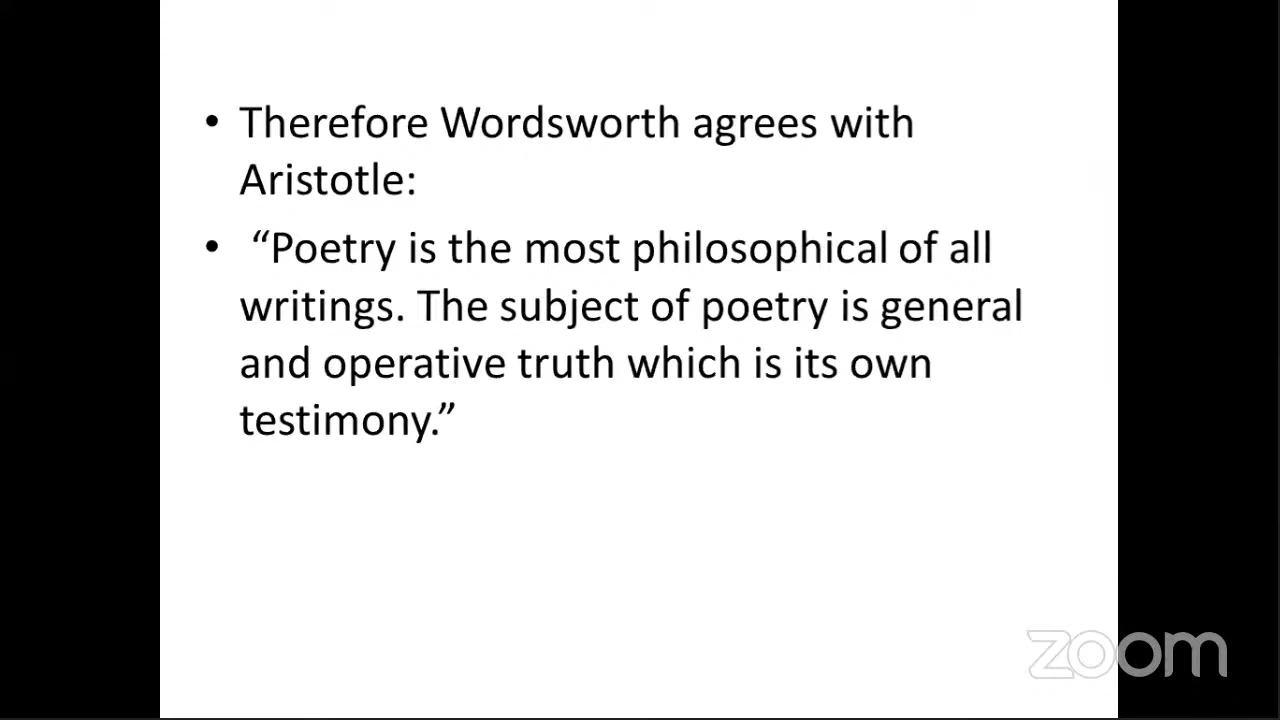 • Therefore Wordsworth agrees with
Aristotle:
• “Poetry is the most philosophical of all
writings. The subject of poetry is general
and operative truth which is its own
testimony.”
zoom